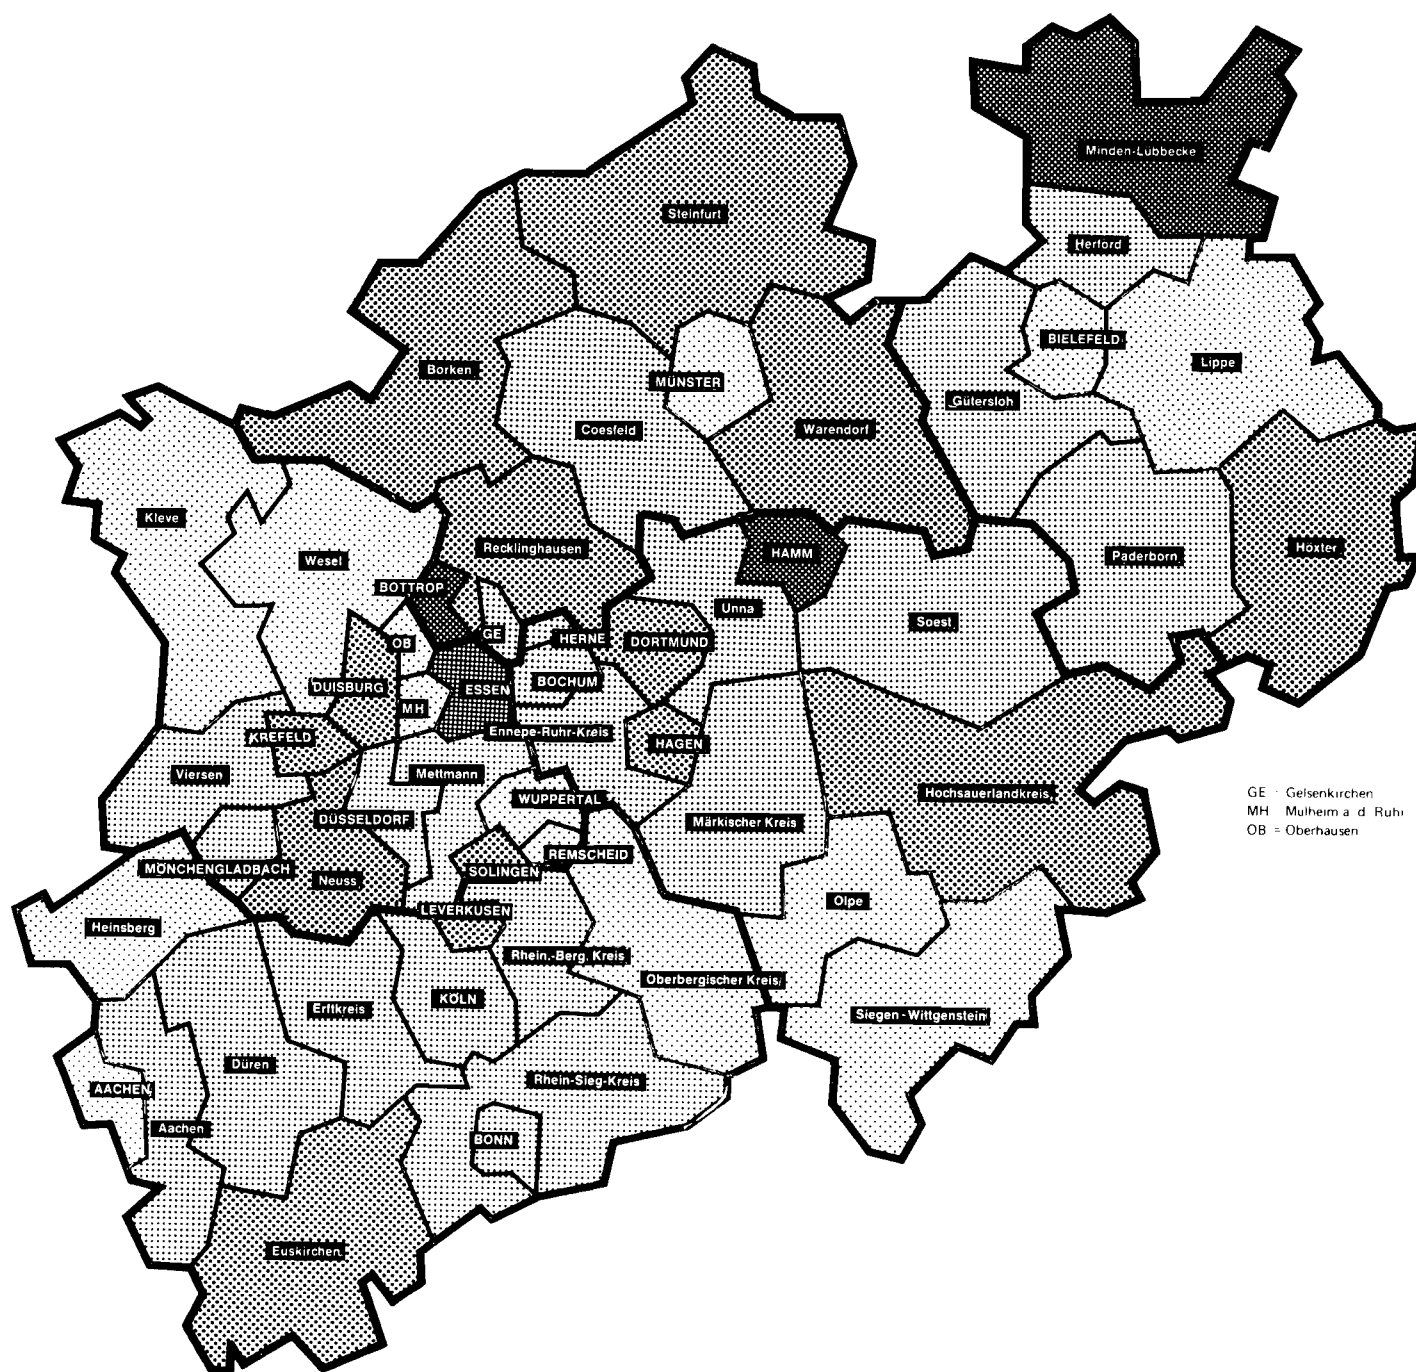 Minden-Lübbecke
Steinfurt
Herford
BIELEFELD
Lippe
Borken
MÜNSTER
Gütersloh
Coesfeld
Warendorf
Kleve
Wesel
Recklinghausen
HAMM
Paderborn
Höxter
BOTTROP
Unna
Soest
GE
OB
HERNE
DORTMUND
DUISBURG
ESSEN
BOCHUM
MH
KREFELD
Ennepe-Ruhr-Kreis
HAGEN
Viersen
Mettmann
Hochsauerlandkreis
GE - Gelsenkirchen
MH Mulheim a d Ruhr
OB = Oberhausen
WUPPERTAL
DÜSSELDORF
Märkischer Kreis
REMSCHEID
MÖNCHENGLADBACH
SOLINGEN
Neuss
Olpe
LEVERKUSEN
Heinsberg
Rhein.-Berg. Kreis
Oberbergischer Kreis
KÖLN
Erftkreis
Siegen-Wittgenstein
Düren
Rhein-Sieg-Kreis
AACHEN
Aachen
BONN
Euskirchen